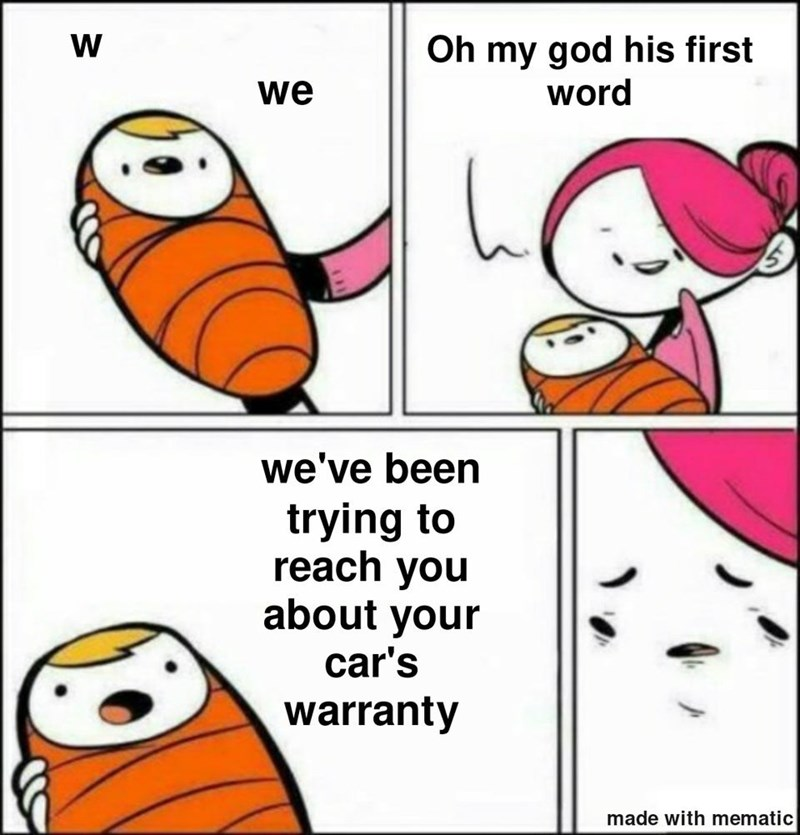 w
we
Oh my god his first
word
we've been
trying to
reach you
about your
car's
warranty
made with mematic